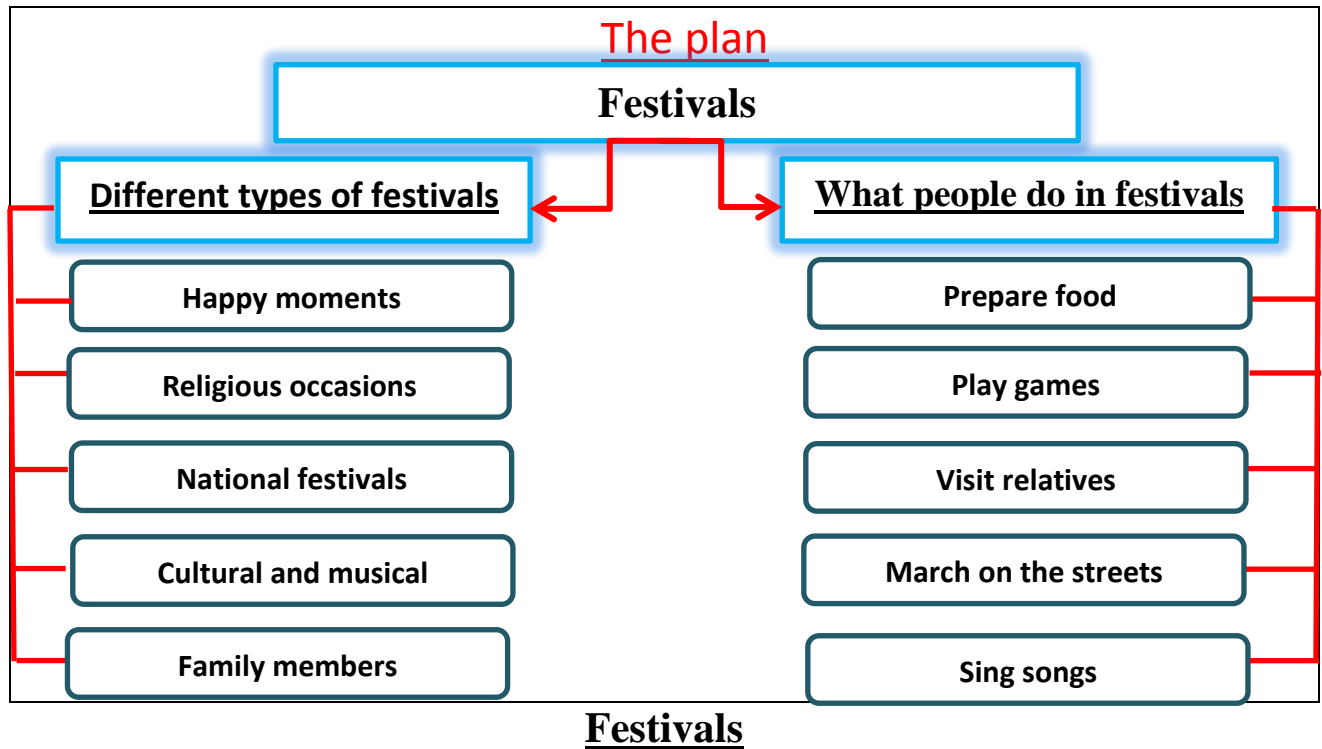 The plan
Festivals
Different types of festivals
Happy moments
Religious occasions
National festivals
Cultural and musical
Family members
What people do in festivals
Prepare food
Play games
Visit relatives
March on the streets
Sing songs
Festivals